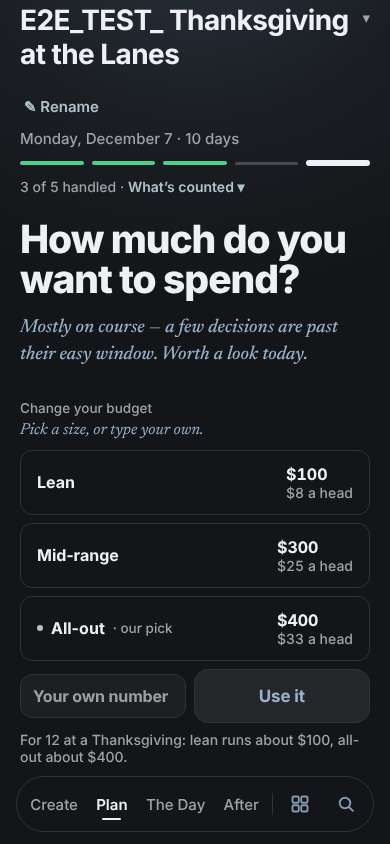 E2E_TEST_ Thanksgiving ▾
at the Lanes
✎ Rename
Monday, December 7 · 10 days
3 of 5 handled · What's counted ▾
How much do you
want to spend?
Mostly on course — a few decisions are past
their easy window. Worth a look today.
Change your budget
Pick a size, or type your own.
Lean
$100
$8 a head
Mid-range
$300
$25 a head
• All-out · our pick
$400
$33 a head
Your own number
Use it
For 12 at a Thanksgiving: lean runs about $100, all-
out about $400.
Create Plan The Day After